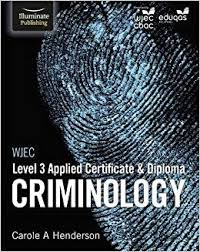 Illuminate
Publishing
wjec
cbac
eduqas
WJEC
Level 3 Applied Certificate & Diploma
CRIMINOLOGY
Carole A Henderson